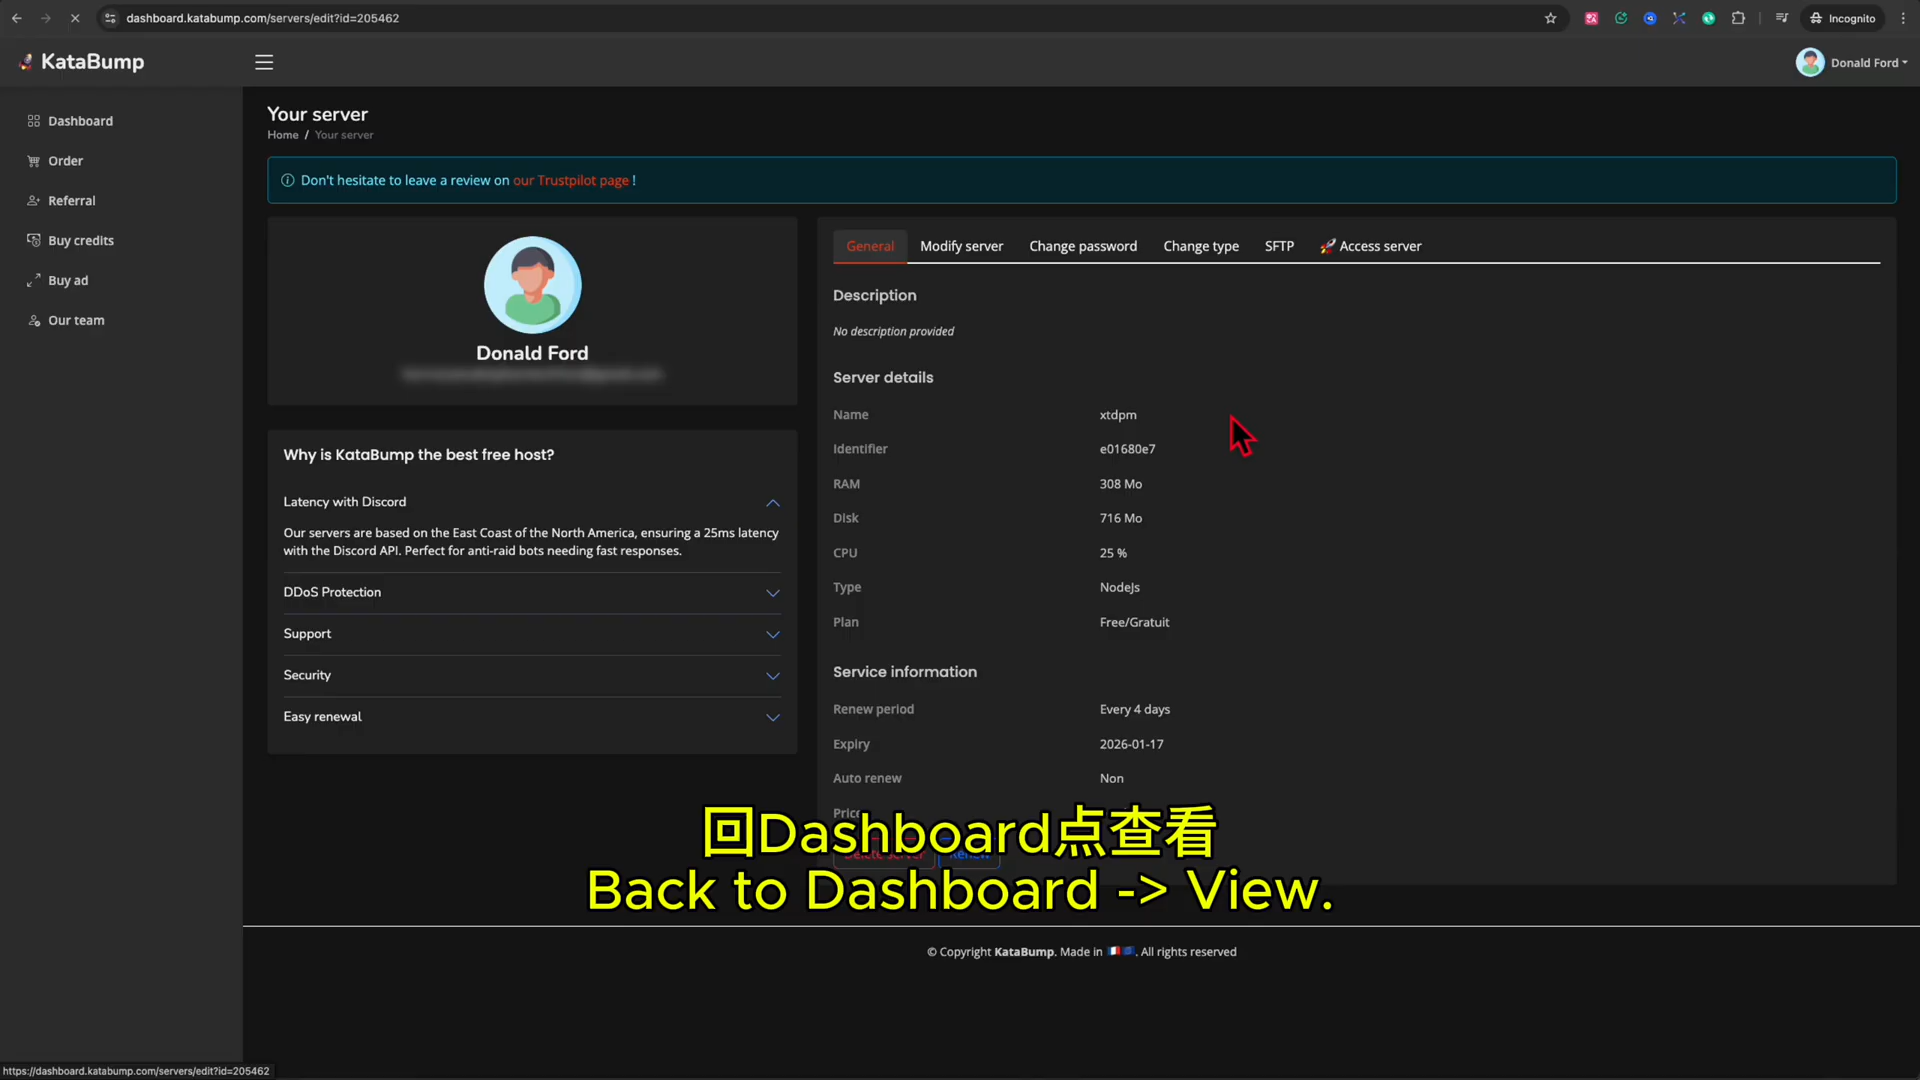 dashboard.katabump.com/servers/edit?id=205462
Incognito
KataBump
Donald Ford
Dashboard
Order
Referral
Buy credits
Buy ad
Our team
Your server
Home / Your server
Don't hesitate to leave a review on our Trustpilot page !
Donald Ford
Why is KataBump the best free host?
Latency with Discord
Our servers are based on the East Coast of the North America, ensuring a 25ms latency
with the Discord API. Perfect for anti-raid bots needing fast responses.
DDoS Protection
Support
Security
Easy renewal
General Modify server Change password Change type SFTP Access server
Description
No description provided
Server details
Name xtdpm
Identifier e01680e7
RAM 308 Mo
Disk 716 Mo
CPU 25 %
Type NodeJs
Plan Free/Gratuit
Service information
Renew period Every 4 days
Expiry 2026-01-17
Auto renew Non
Price
Delete server Renew
回Dashboard点查看
Back to Dashboard -> View.
© Copyright KataBump. Made in . All rights reserved
https://dashboard.katabump.com/servers/edit?id=205462